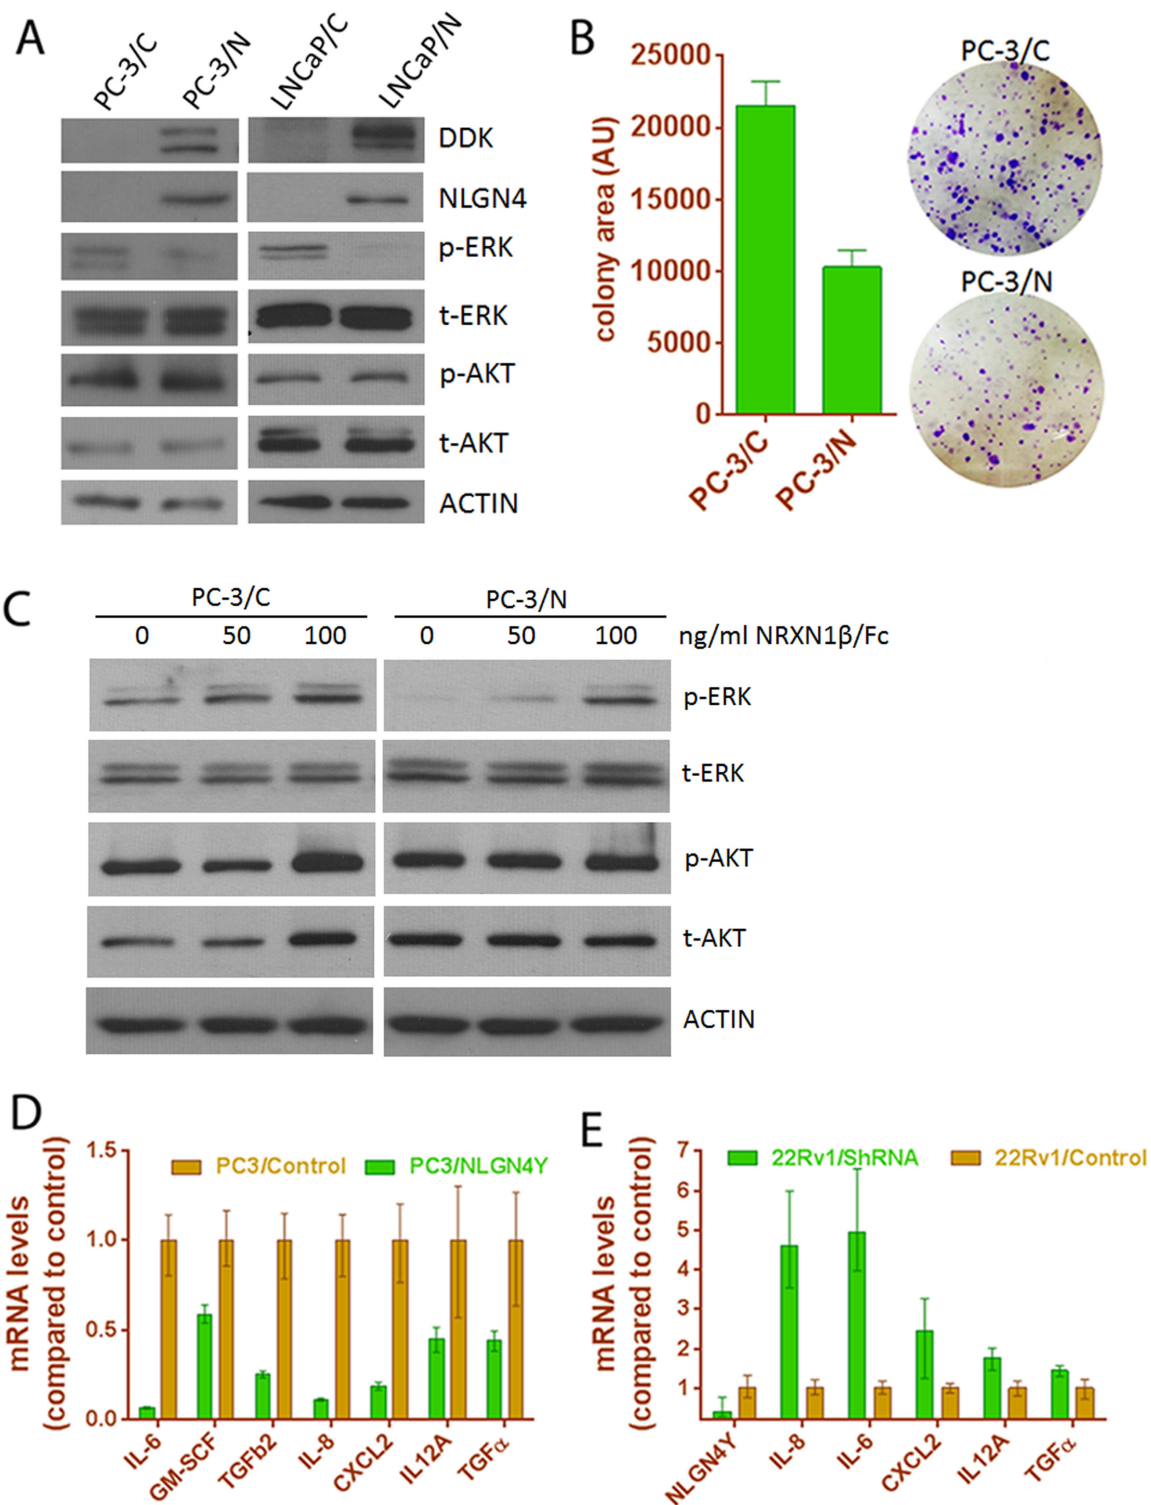 A
PC-3/C
PC-3/N
LNCaP/C
LNCaP/N
DDK
NLGN4
p-ERK
t-ERK
p-AKT
t-AKT
ACTIN
B
colony area (AU)
25000
20000
15000
10000
5000
0
PC-3/C
PC-3/N
PC-3/C
PC-3/N
C
PC-3/C PC-3/N
0 50 100 0 50 100 ng/ml NRXN1β/Fc
p-ERK
t-ERK
p-AKT
t-AKT
ACTIN
D
mRNA levels
(compared to control)
1.5
1.0
0.5
0.0
PC3/Control PC3/NLGN4Y
IL-6
GM-SCF
TGFb2
IL-8
CXCL2
IL12A
TGFα
E
mRNA levels
(compared to control)
7
6
5
4
3
2
1
22Rv1/ShRNA 22Rv1/Control
NLGN4Y
IL-8
IL-6
CXCL2
IL12A
TGFα